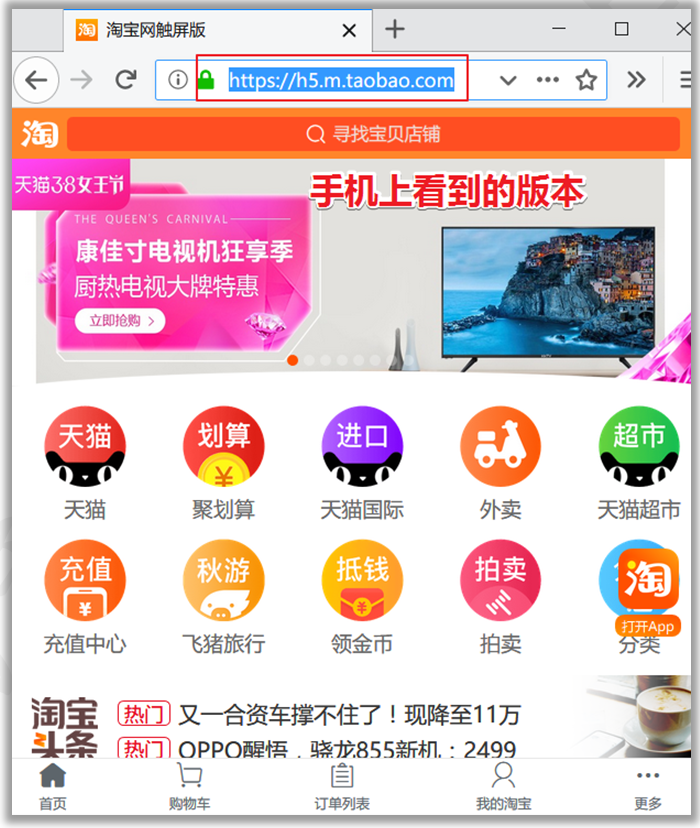 淘 淘宝网触屏版
https://h5.m.taobao.com
淘 寻找宝贝店铺
天猫38女王节
手机上看到的版本
THE QUEEN'S CARNIVAL
康佳寸电视机狂享季
厨热电视大牌特惠
立即抢购 >
天猫 划算 进口 超市
天猫 聚划算 天猫国际 外卖 天猫超市
充值 秋游 抵钱 拍卖 淘
打开App
充值中心 飞猪旅行 领金币 拍卖 分类
淘宝头条
热门 又一合资车撑不住了！现降至11万
热门 OPPO醒悟，骁龙855新机：2499
首页 购物车 订单列表 我的淘宝 更多